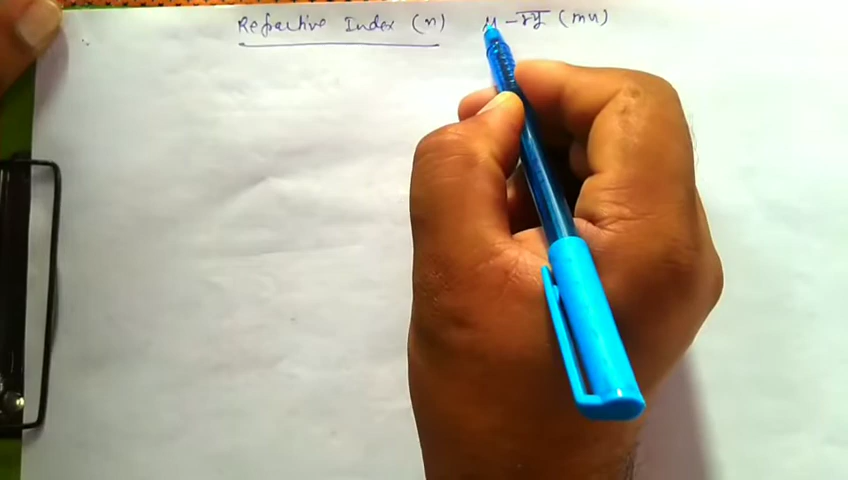 Refractive Index (n) μ - म्यु (mu)